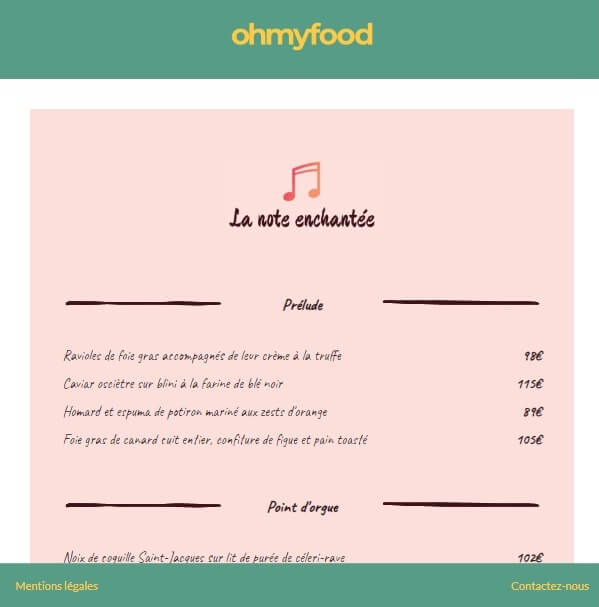 ohmyfood
La note enchantée
Prélude
Ravioles de foie gras accompagnés de leur crème à la truffe 98€
Caviar osciètre sur blini à la farine de blé noir 115€
Homard et espuma de potiron mariné aux zests d'orange 89€
Foie gras de canard cuit entier, confiture de figue et pain toasté 105€
Point d'orgue
Noix de coquille Saint-Jacques sur lit de purée de céleri-rave 102€
Mentions légales Contactez-nous